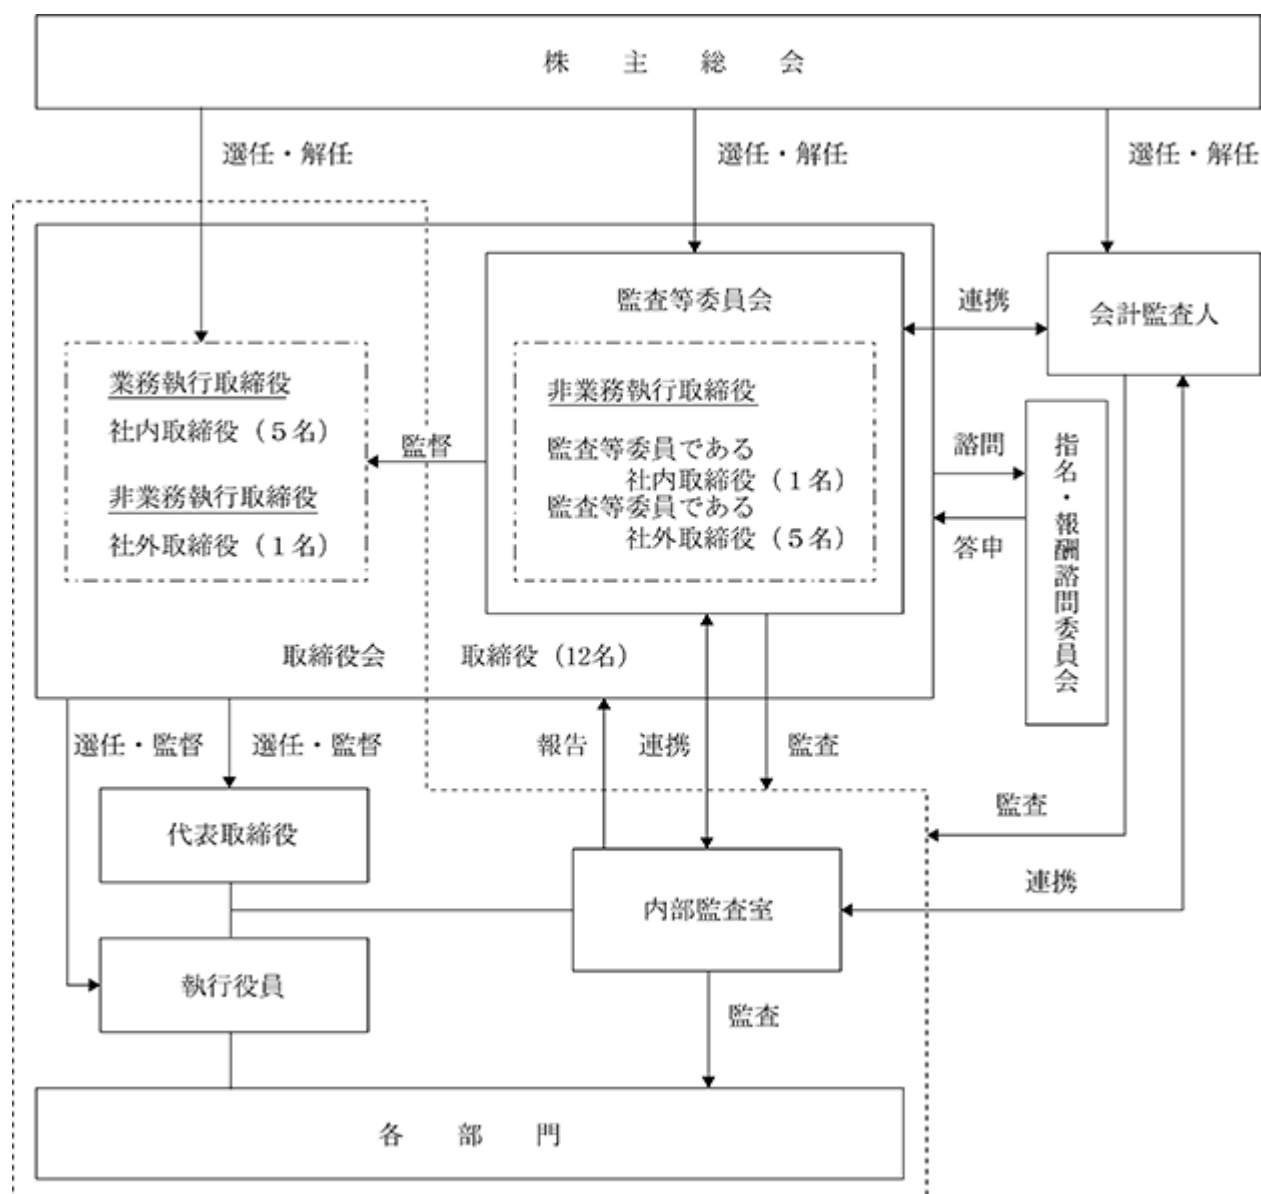 株主総会
選任・解任
選任・解任
選任・解任
監査等委員会
連携
会計監査人
業務執行取締役
社内取締役（５名）
非業務執行取締役
社外取締役（１名）
監督
非業務執行取締役
監査等委員である
社内取締役（１名）
監査等委員である
社外取締役（５名）
諮問
答申
指名・報酬諮問委員会
取締役会
取締役（12名）
選任・監督
選任・監督
報告
連携
監査
監査
代表取締役
連携
内部監査室
執行役員
監査
各部門